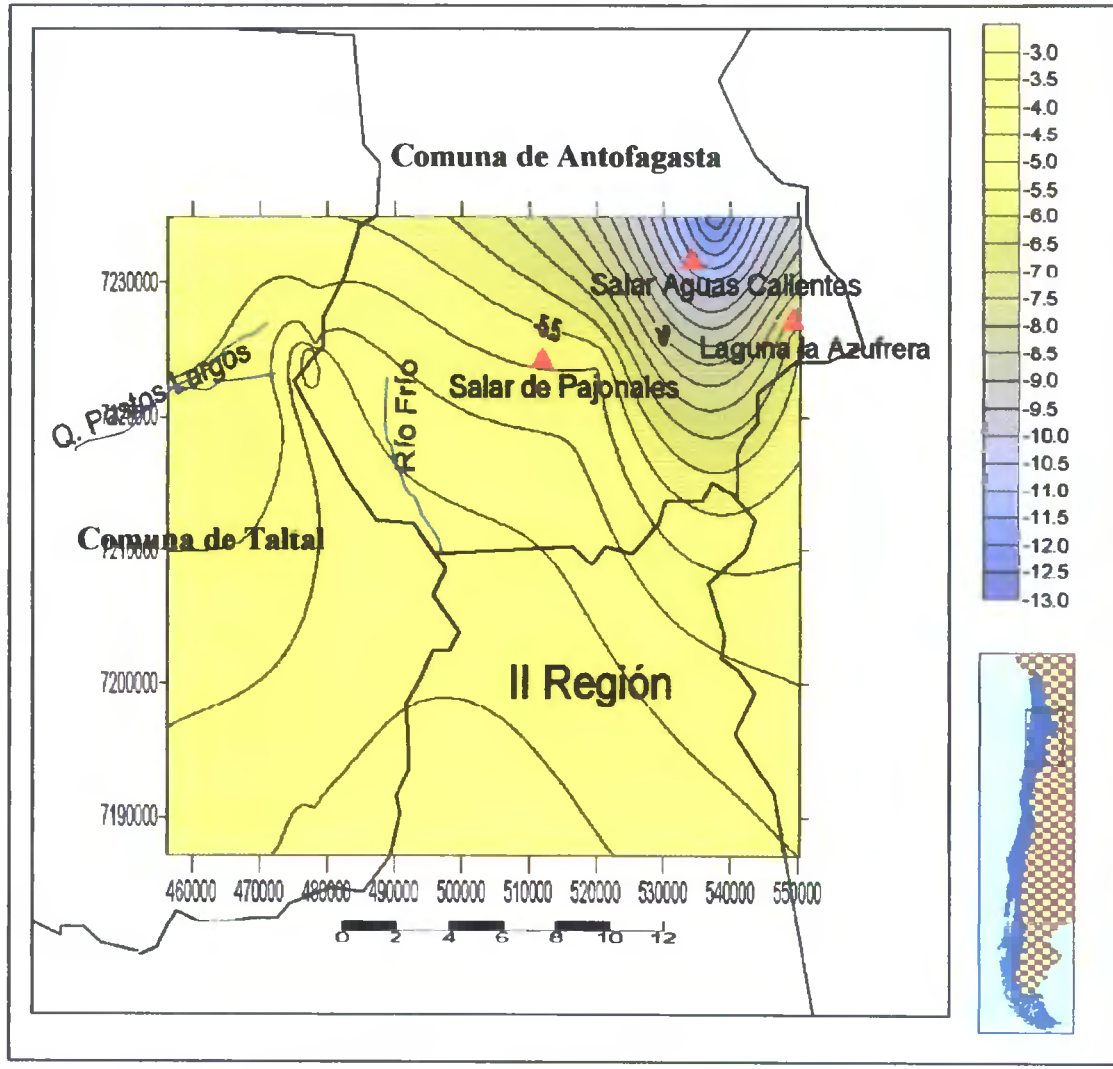 Comuna de Antofagasta
7230000
Salar Aguas Calientes
-5.5
Laguna la Azufrera
Salar de Pajonales
Q. Pastos Largos
Río Frío
7220000
Comuna de Taltal
7210000
II Región
7200000
7190000
460000 470000 480000 490000 500000 510000 520000 530000 540000 550000
0 2 4 6 8 10 12
-3.0
-3.5
-4.0
-4.5
-5.0
-5.5
-6.0
-6.5
-7.0
-7.5
-8.0
-8.5
-9.0
-9.5
-10.0
-10.5
-11.0
-11.5
-12.0
-12.5
-13.0